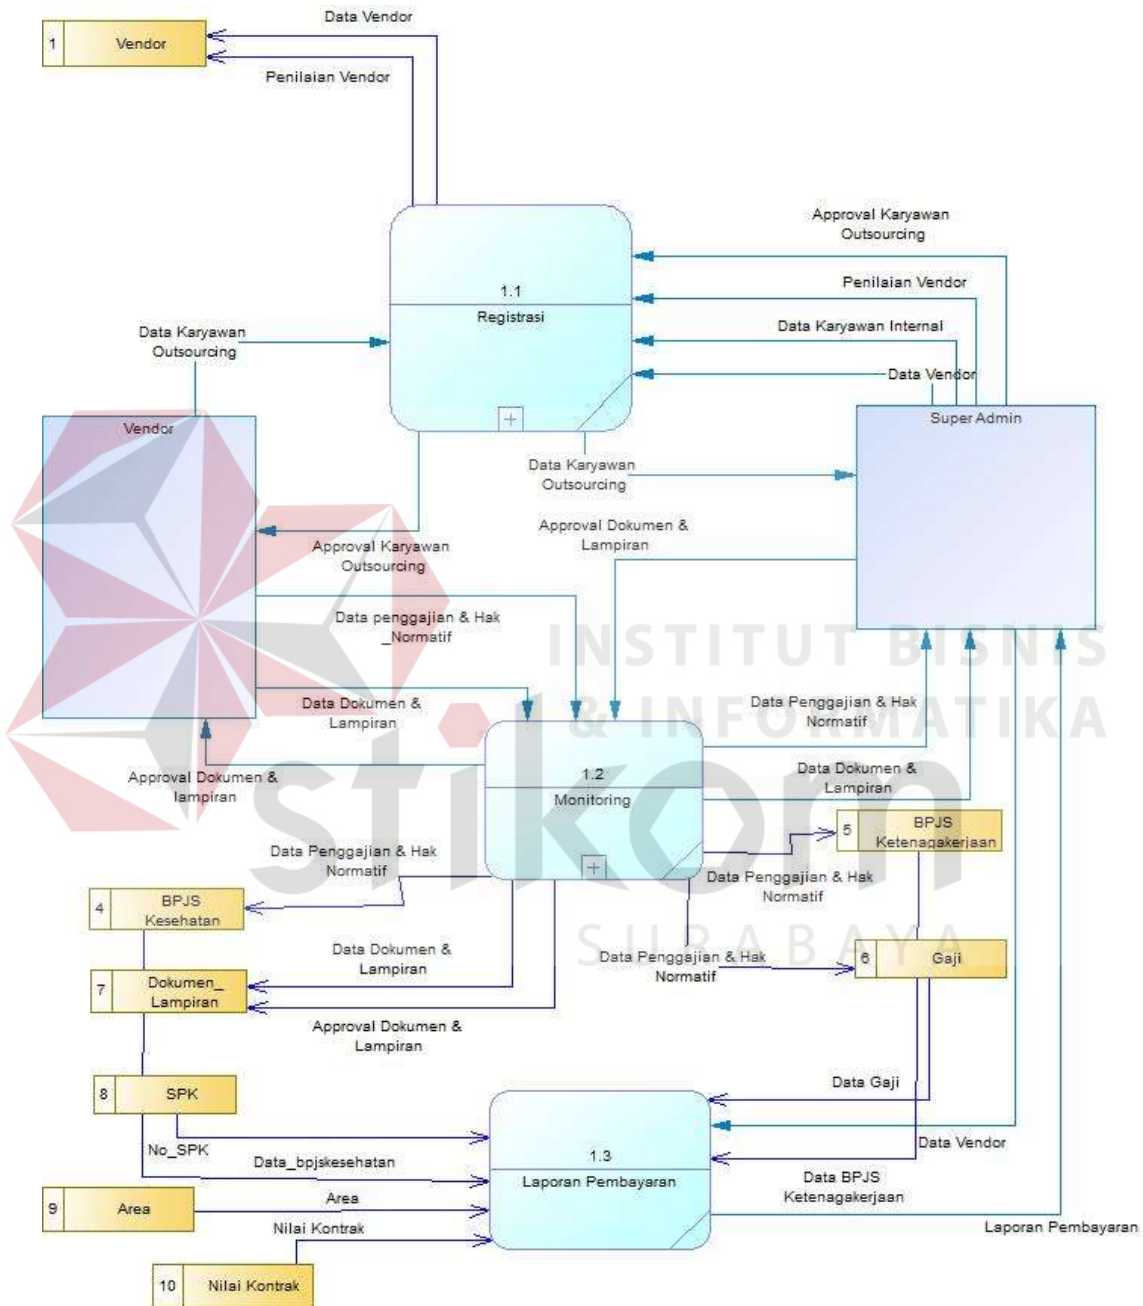 Data Vendor
1
Vendor
Penilaian Vendor
Approval Karyawan
Outsourcing
Penilaian Vendor
1.1
Registrasi
Data Karyawan Internal
Data Karyawan
Outsourcing
Data Vendor
Vendor
Super Admin
Data Karyawan
Outsourcing
Approval Dokumen &
Lampiran
Approval Karyawan
Outsourcing
Data penggajian & Hak
_Normatif
INSTITUT BISNIS
& INFORMATIKA
Data Dokumen &
Lampiran
Data Penggajian & Hak
Normatif
stikom
SURABAYA
Approval Dokumen &
lampiran
1.2
Monitoring
Data Dokumen &
Lampiran
5
BPJS
Ketenagakerjaan
Data Penggajian & Hak
Normatif
Data Penggajian & Hak
Normatif
4
BPJS
Kesehatan
Data Dokumen &
Lampiran
Data Penggajian & Hak
Normatif
6
Gaji
7
Dokumen_
Lampiran
Approval Dokumen &
Lampiran
8
SPK
Data Gaji
No_SPK
Data_bpjskesehatan
Data Vendor
1.3
Laporan Pembayaran
Data BPJS
Ketenagakerjaan
9
Area
Area
Nilai Kontrak
Laporan Pembayaran
10
Nilai Kontrak